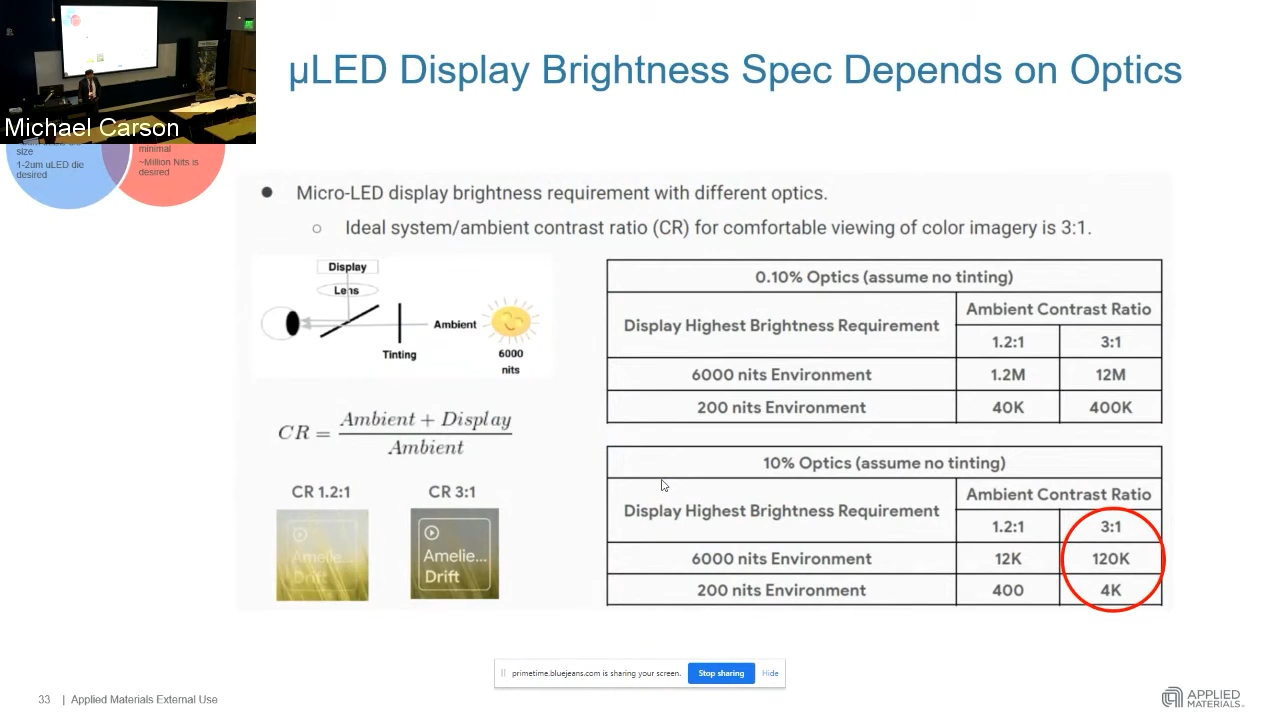 µLED Display Brightness Spec Depends on Optics
Michael Carson
size
1-2um uLED die
desired
minimal
~Million Nits is
desired
● Micro-LED display brightness requirement with different optics.
○ Ideal system/ambient contrast ratio (CR) for comfortable viewing of color imagery is 3:1.
Display
Lens
Ambient
Tinting
6000
nits
CR = Ambient + Display / Ambient
CR 1.2:1 CR 3:1
Amelie...
Drift
Amelie...
Drift
0.10% Optics (assume no tinting)
Display Highest Brightness Requirement
Ambient Contrast Ratio
1.2:1 3:1
6000 nits Environment 1.2M 12M
200 nits Environment 40K 400K
10% Optics (assume no tinting)
Display Highest Brightness Requirement
Ambient Contrast Ratio
1.2:1 3:1
6000 nits Environment 12K 120K
200 nits Environment 400 4K
primetime.bluejeans.com is sharing your screen. Stop sharing Hide
33 | Applied Materials External Use
APPLIED
MATERIALS